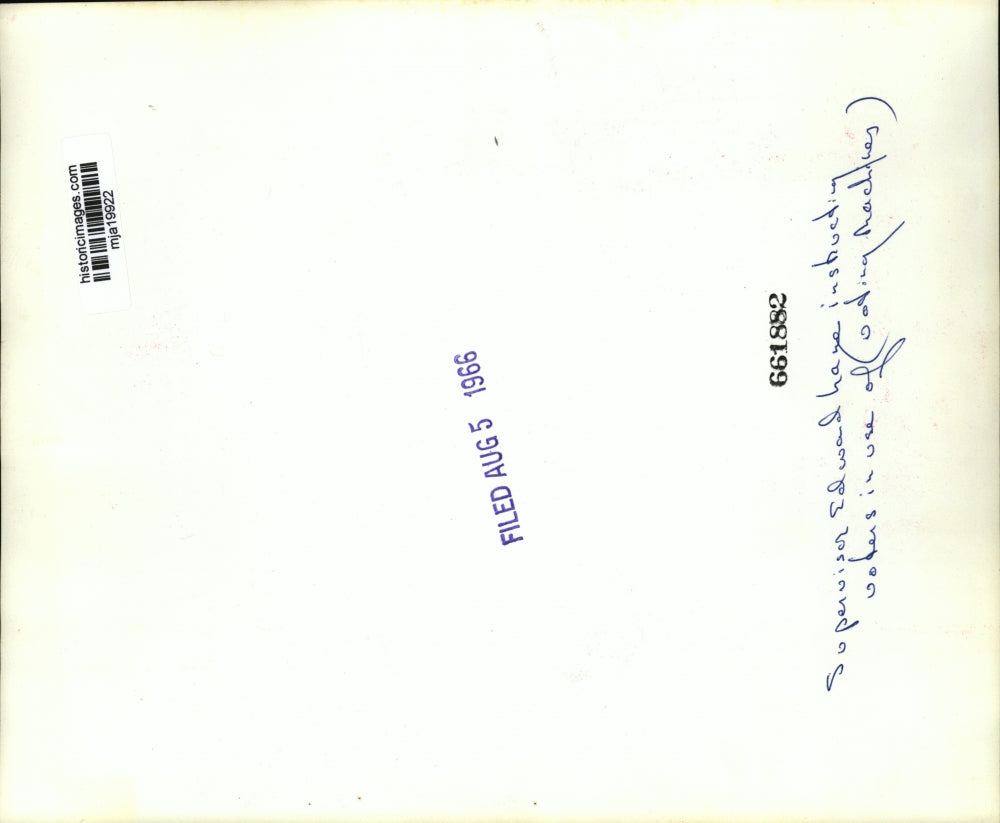 historicimages.com
mja19922
FILED AUG 5 1966
661882
Supervisor Edward instructing
voters in use of (voting machines)